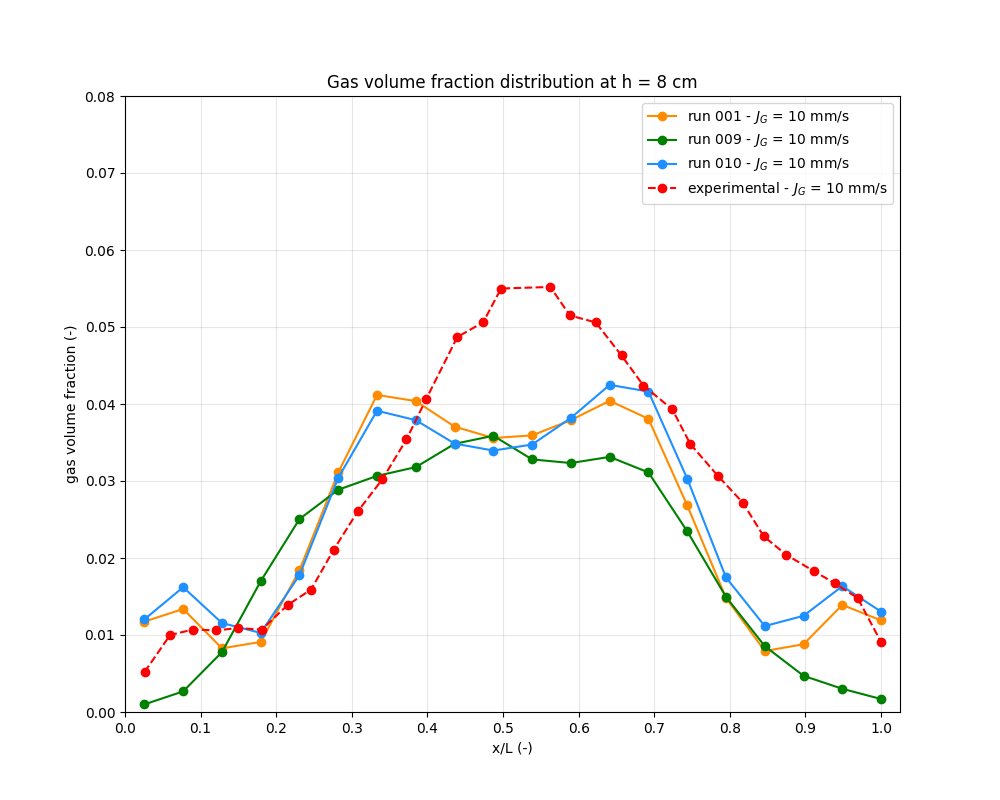 Gas volume fraction distribution at h = 8 cm
run 001 - J_G = 10 mm/s
run 009 - J_G = 10 mm/s
run 010 - J_G = 10 mm/s
experimental - J_G = 10 mm/s
gas volume fraction (-)
0.08
0.07
0.06
0.05
0.04
0.03
0.02
0.01
0.00
0.0 0.1 0.2 0.3 0.4 0.5 0.6 0.7 0.8 0.9 1.0
x/L (-)